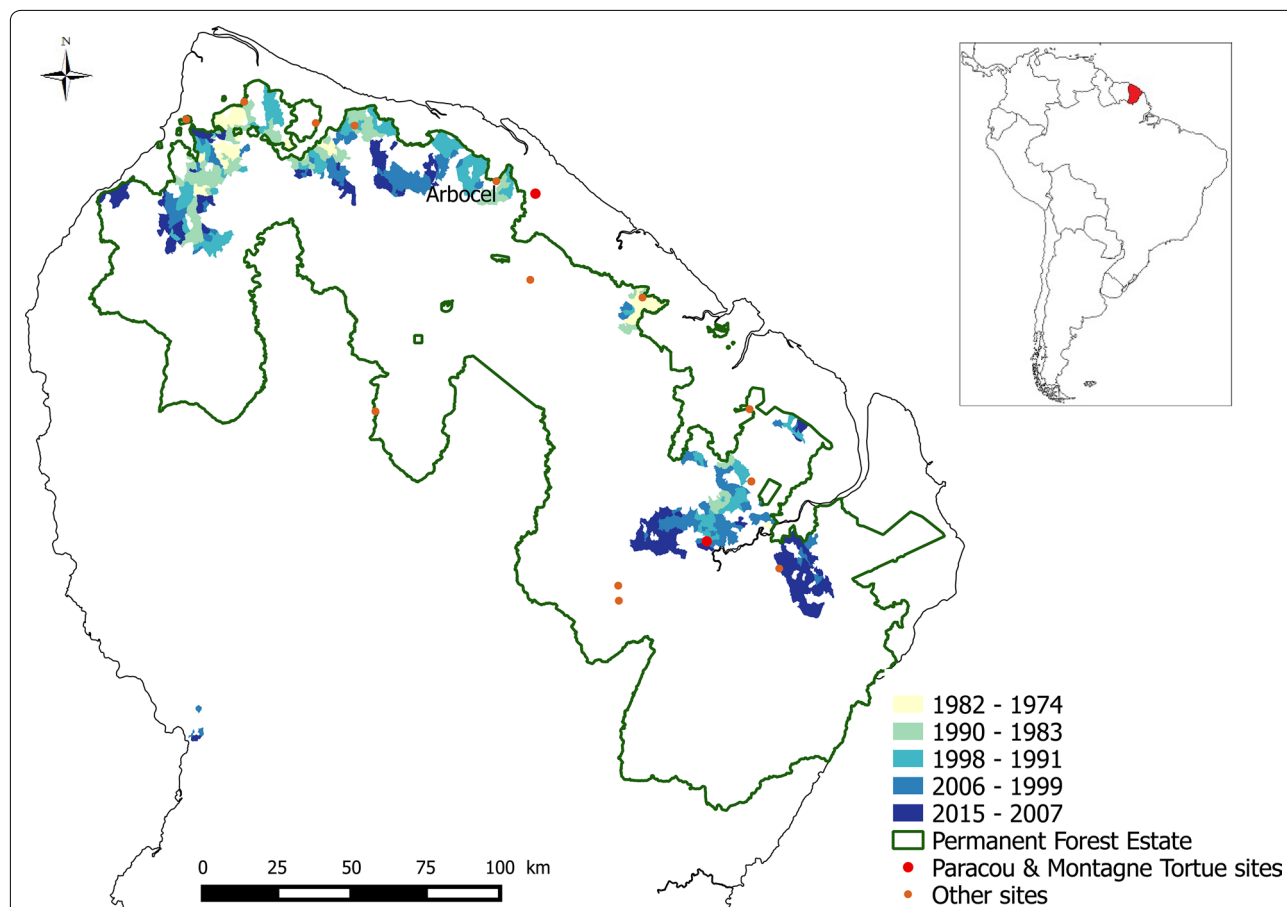 N
Arbocel
1982 - 1974
1990 - 1983
1998 - 1991
2006 - 1999
2015 - 2007
Permanent Forest Estate
Paracou & Montagne Tortue sites
Other sites
0 25 50 75 100 km